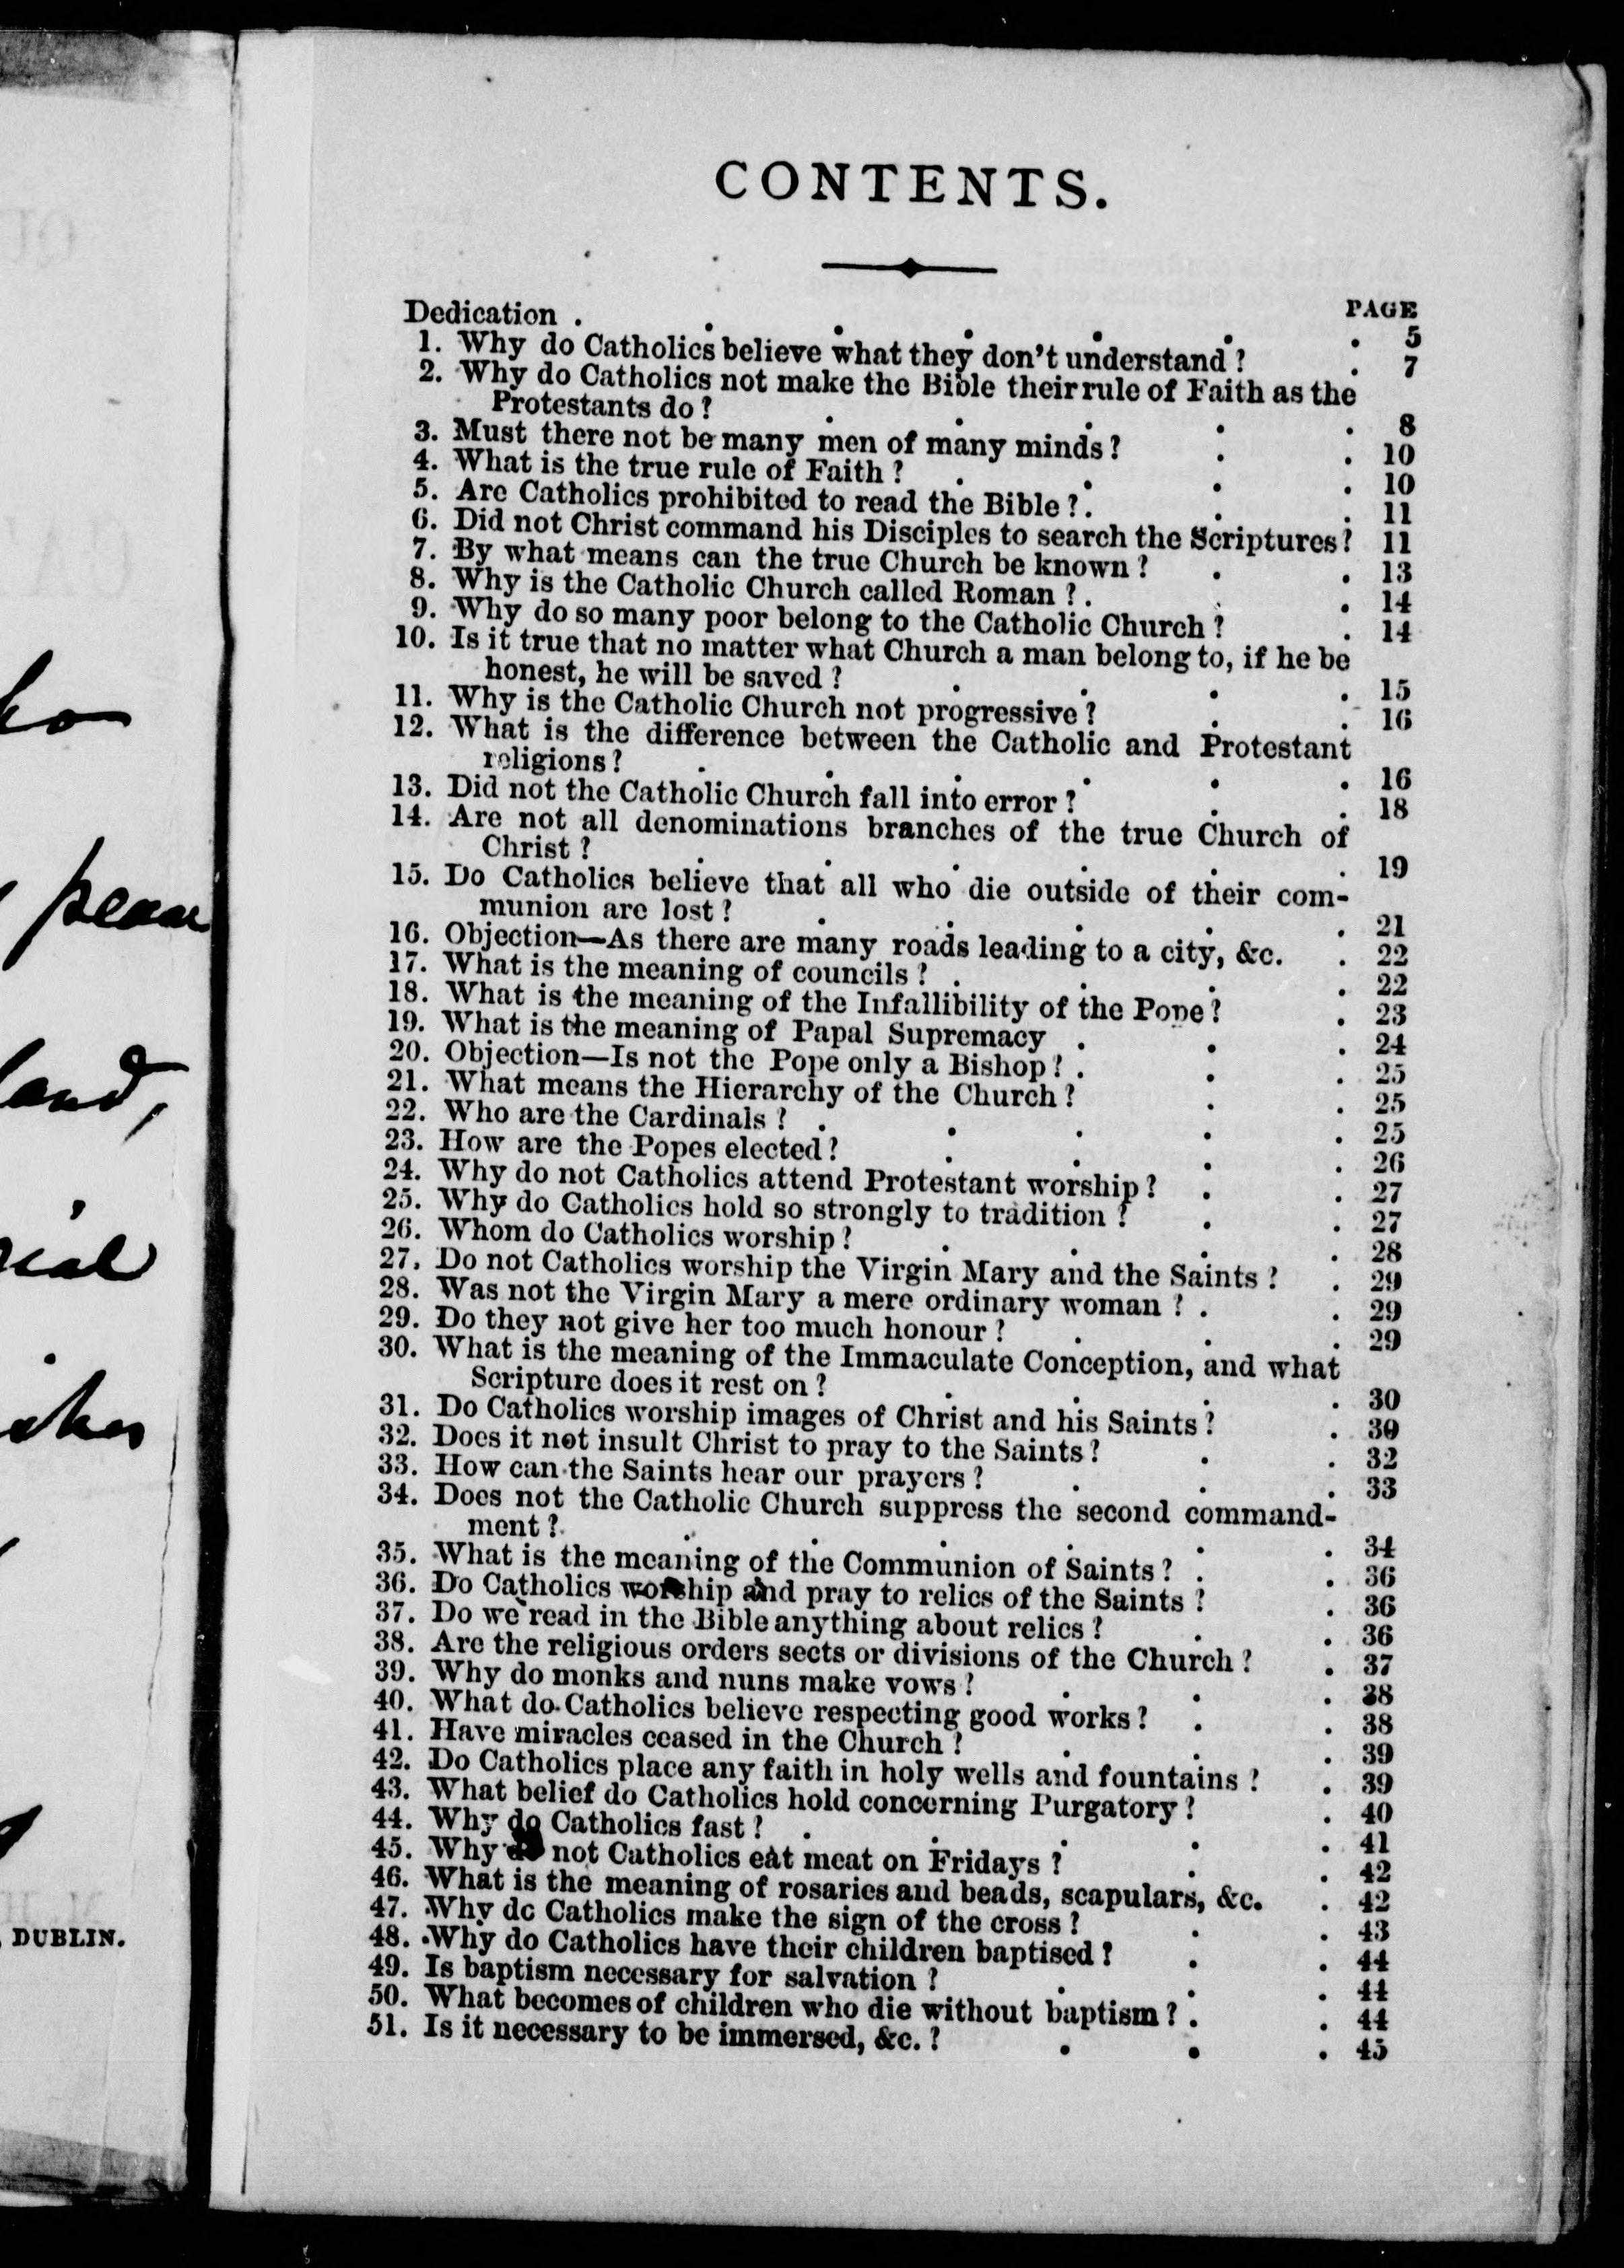 CONTENTS.
PAGE
Dedication . . . . . . . 5
1. Why do Catholics believe what they don't understand? . 7
2. Why do Catholics not make the Bible their rule of Faith as the
Protestants do? . . . . . 8
3. Must there not be many men of many minds? . . 10
4. What is the true rule of Faith? . . . . 10
5. Are Catholics prohibited to read the Bible? . . . 11
6. Did not Christ command his Disciples to search the Scriptures? 11
7. By what means can the true Church be known? . . 13
8. Why is the Catholic Church called Roman? . . . 14
9. Why do so many poor belong to the Catholic Church? . 14
10. Is it true that no matter what Church a man belong to, if he be
honest, he will be saved? . . . . 15
11. Why is the Catholic Church not progressive? . . 16
12. What is the difference between the Catholic and Protestant
religions? . . . . . . 16
13. Did not the Catholic Church fall into error? . . 18
14. Are not all denominations branches of the true Church of
Christ? . . . . . . 19
15. Do Catholics believe that all who die outside of their com-
munion are lost? . . . . . 21
16. Objection—As there are many roads leading to a city, &c. . 22
17. What is the meaning of councils? . . . . 22
18. What is the meaning of the Infallibility of the Pope? . 23
19. What is the meaning of Papal Supremacy . . . 24
20. Objection—Is not the Pope only a Bishop? . . . 25
21. What means the Hierarchy of the Church? . . 25
22. Who are the Cardinals? . . . . . 25
23. How are the Popes elected? . . . . 26
24. Why do not Catholics attend Protestant worship? . . 27
25. Why do Catholics hold so strongly to tradition? . . 27
26. Whom do Catholics worship? . . . . 28
27. Do not Catholics worship the Virgin Mary and the Saints? . 29
28. Was not the Virgin Mary a mere ordinary woman? . . 29
29. Do they not give her too much honour? . . . 29
30. What is the meaning of the Immaculate Conception, and what
Scripture does it rest on? . . . . 30
31. Do Catholics worship images of Christ and his Saints? . 30
32. Does it not insult Christ to pray to the Saints? . . 32
33. How can the Saints hear our prayers? . . . 33
34. Does not the Catholic Church suppress the second command-
ment? . . . . . . 34
35. What is the meaning of the Communion of Saints? . . 36
36. Do Catholics worship and pray to relics of the Saints? . 36
37. Do we read in the Bible anything about relics? . . 36
38. Are the religious orders sects or divisions of the Church? . 37
39. Why do monks and nuns make vows? . . . 38
40. What do Catholics believe respecting good works? . . 38
41. Have miracles ceased in the Church? . . . 39
42. Do Catholics place any faith in holy wells and fountains? . 39
43. What belief do Catholics hold concerning Purgatory? . 40
44. Why do Catholics fast? . . . . . 41
45. Why do not Catholics eat meat on Fridays? . . 42
46. What is the meaning of rosaries and beads, scapulars, &c. . 42
47. Why do Catholics make the sign of the cross? . . 43
48. Why do Catholics have their children baptised? . . 44
49. Is baptism necessary for salvation? . . . 44
50. What becomes of children who die without baptism? . . 44
51. Is it necessary to be immersed, &c.? . . . 45
DUBLIN.